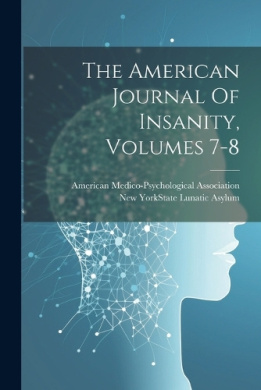 The American
Journal Of
Insanity,
Volumes 7-8
American Medico-Psychological Association
New YorkState Lunatic Asylum